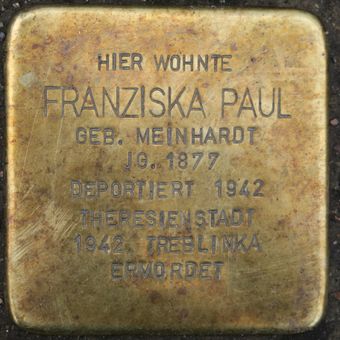 HIER WOHNTE
FRANZISKA PAUL
GEB. MEINHARDT
JG. 1877
DEPORTIERT 1942
THERESIENSTADT
1942 TREBLINKA
ERMORDET